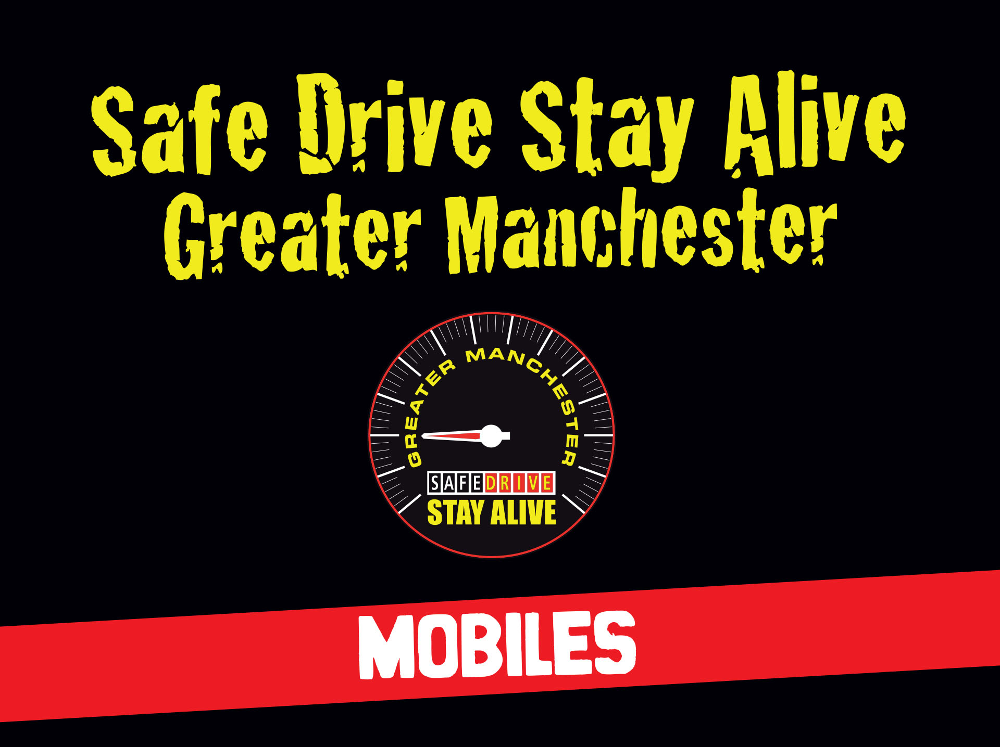 Safe Drive Stay Alive
Greater Manchester
GREATER MANCHESTER
SAFEDRIVE
STAY ALIVE
MOBILES